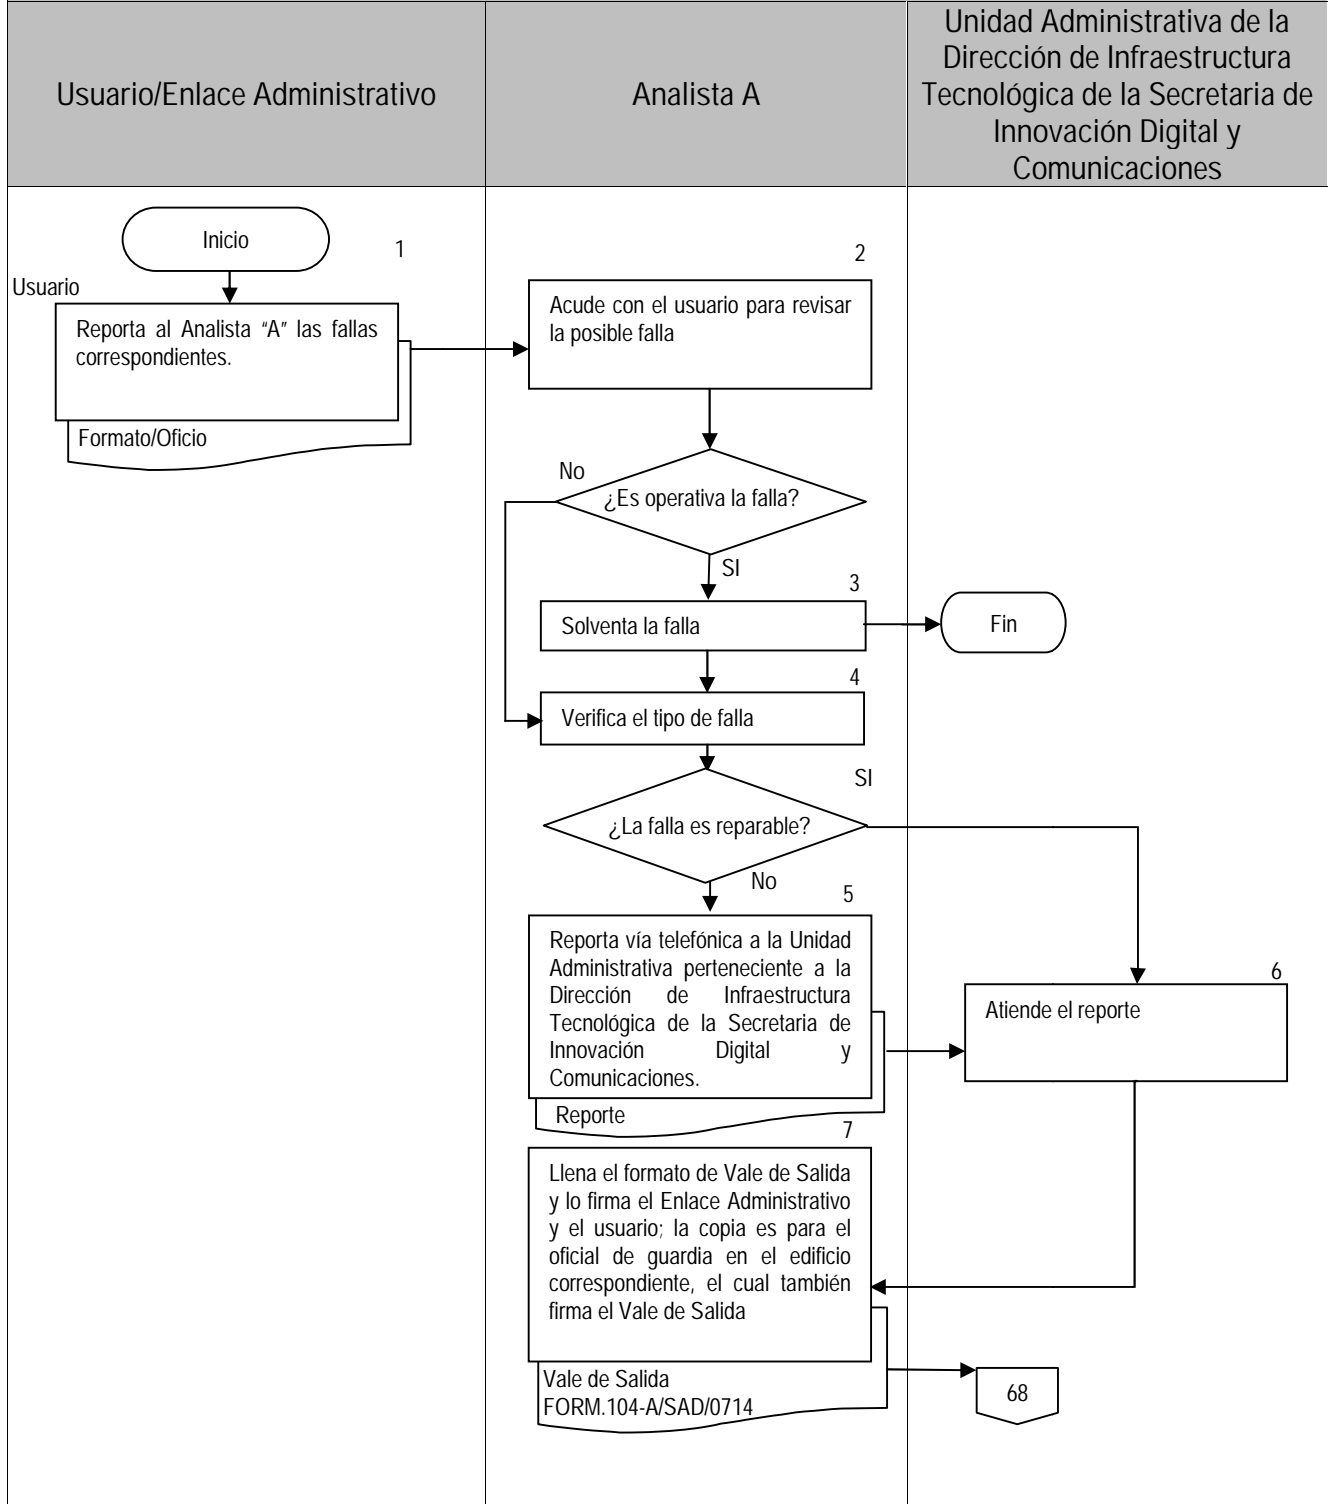 Usuario/Enlace Administrativo
Analista A
Unidad Administrativa de la
Dirección de Infraestructura
Tecnológica de la Secretaria de
Innovación Digital y
Comunicaciones
Inicio
1
Usuario
Reporta al Analista “A” las fallas
correspondientes.
Formato/Oficio
2
Acude con el usuario para revisar
la posible falla
No
¿Es operativa la falla?
SI
3
Solventa la falla
Fin
4
Verifica el tipo de falla
SI
¿La falla es reparable?
No
5
Reporta vía telefónica a la Unidad
Administrativa perteneciente a la
Dirección de Infraestructura
Tecnológica de la Secretaria de
Innovación Digital y
Comunicaciones.
Reporte
6
Atiende el reporte
7
Llena el formato de Vale de Salida
y lo firma el Enlace Administrativo
y el usuario; la copia es para el
oficial de guardia en el edificio
correspondiente, el cual también
firma el Vale de Salida
Vale de Salida
FORM.104-A/SAD/0714
68